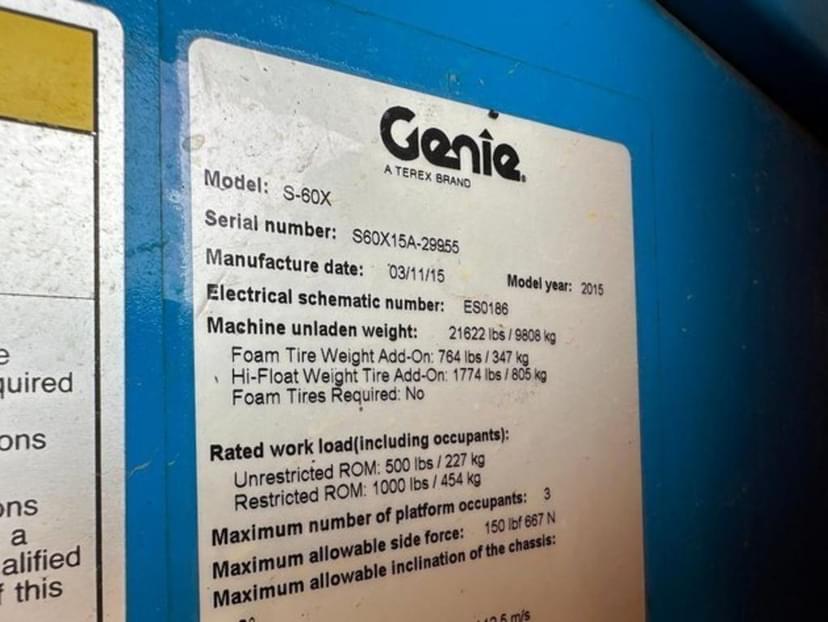 Genie
A TEREX BRAND
Model: S-60X
Serial number: S60X15A-29955
Manufacture date: 03/11/15 Model year: 2015
Electrical schematic number: ES0186
Machine unladen weight: 21622 lbs / 9808 kg
Foam Tire Weight Add-On: 764 lbs / 347 kg
Hi-Float Weight Tire Add-On: 1774 lbs / 805 kg
Foam Tires Required: No
Rated work load(including occupants):
Unrestricted ROM: 500 lbs / 227 kg
Restricted ROM: 1000 lbs / 454 kg
Maximum number of platform occupants: 3
Maximum allowable side force: 150 lbf 667 N
Maximum allowable inclination of the chassis:
m/s
e
quired
ons
ons
a
alified
f this